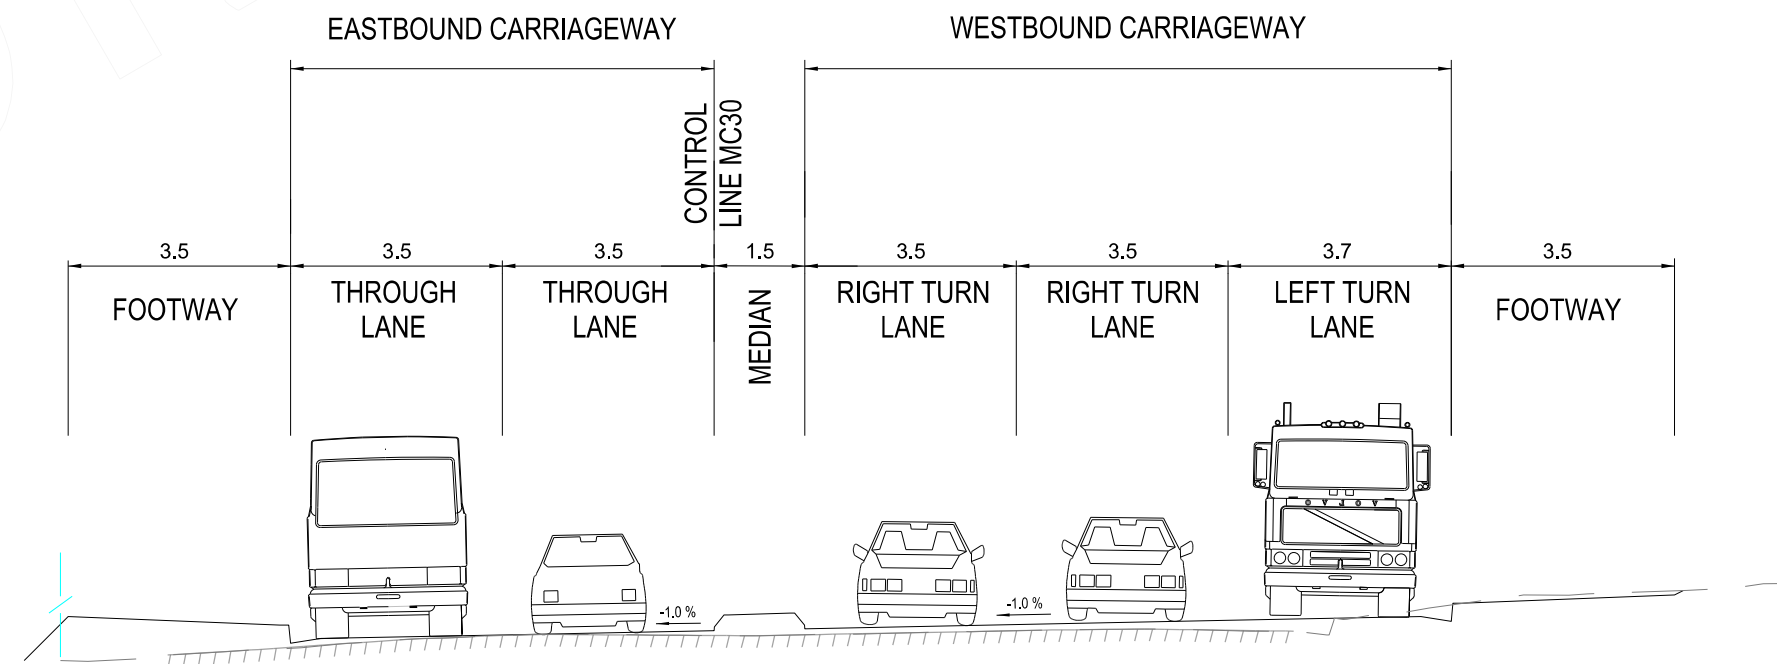 EASTBOUND CARRIAGEWAY
WESTBOUND CARRIAGEWAY
CONTROL
LINE MC30
3.5
3.5
3.5
1.5
3.5
3.5
3.7
3.5
FOOTWAY
THROUGH
LANE
THROUGH
LANE
MEDIAN
RIGHT TURN
LANE
RIGHT TURN
LANE
LEFT TURN
LANE
FOOTWAY
-1.0 %
-1.0 %